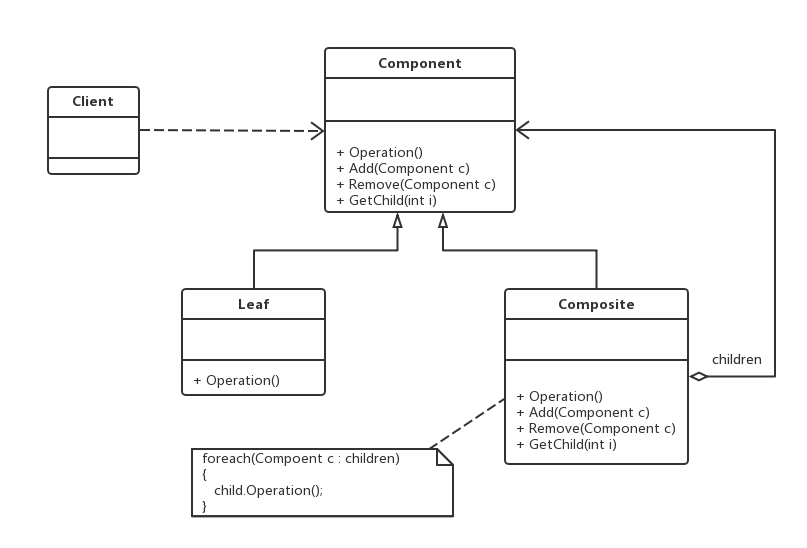 Component
Client
+ Operation()
+ Add(Component c)
+ Remove(Component c)
+ GetChild(int i)
Leaf
+ Operation()
Composite
+ Operation()
+ Add(Component c)
+ Remove(Component c)
+ GetChild(int i)
children
foreach(Compoent c : children)
{
child.Operation();
}